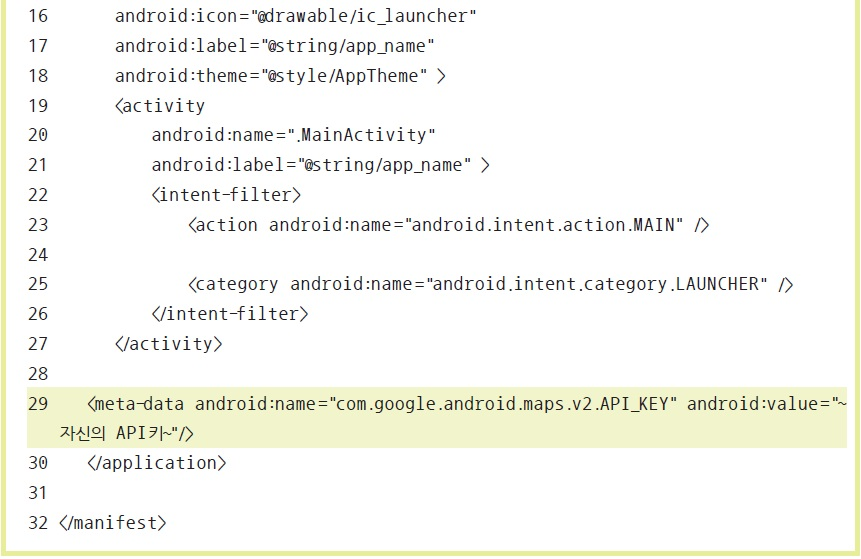 16 android:icon="@drawable/ic_launcher"
17 android:label="@string/app_name"
18 android:theme="@style/AppTheme" >
19 <activity
20 android:name=".MainActivity"
21 android:label="@string/app_name" >
22 <intent-filter>
23 <action android:name="android.intent.action.MAIN" />
24
25 <category android:name="android.intent.category.LAUNCHER" />
26 </intent-filter>
27 </activity>
28
29 <meta-data android:name="com.google.android.maps.v2.API_KEY" android:value="~
자신의 API키~"/>
30 </application>
31
32 </manifest>